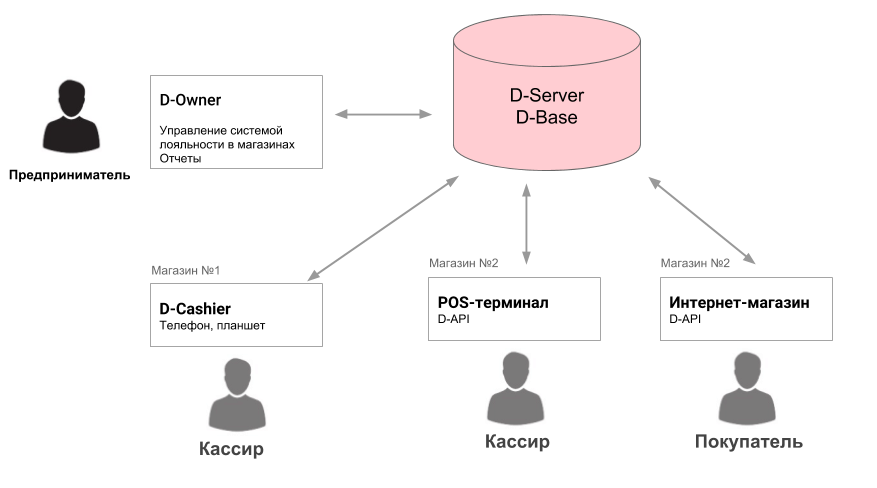 D-Server
D-Base
D-Owner
Управление системой
лояльности в магазинах
Отчеты
Предприниматель
Магазин №1
D-Cashier
Телефон, планшет
Кассир
Магазин №2
POS-терминал
D-API
Кассир
Магазин №2
Интернет-магазин
D-API
Покупатель